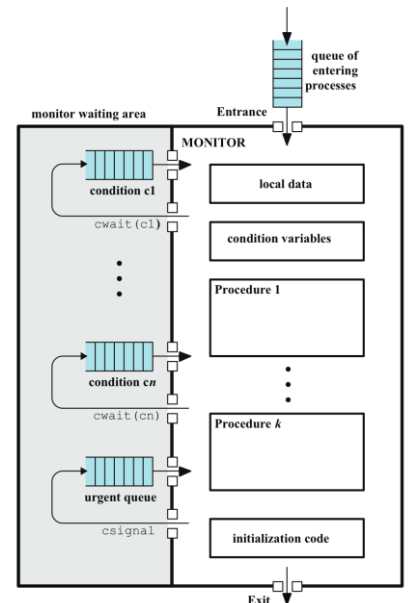 queue of
entering
processes
Entrance
monitor waiting area
MONITOR
condition c1
cwait(c1)
local data
condition variables
Procedure 1
condition cn
cwait(cn)
Procedure k
urgent queue
csignal
initialization code
Exit